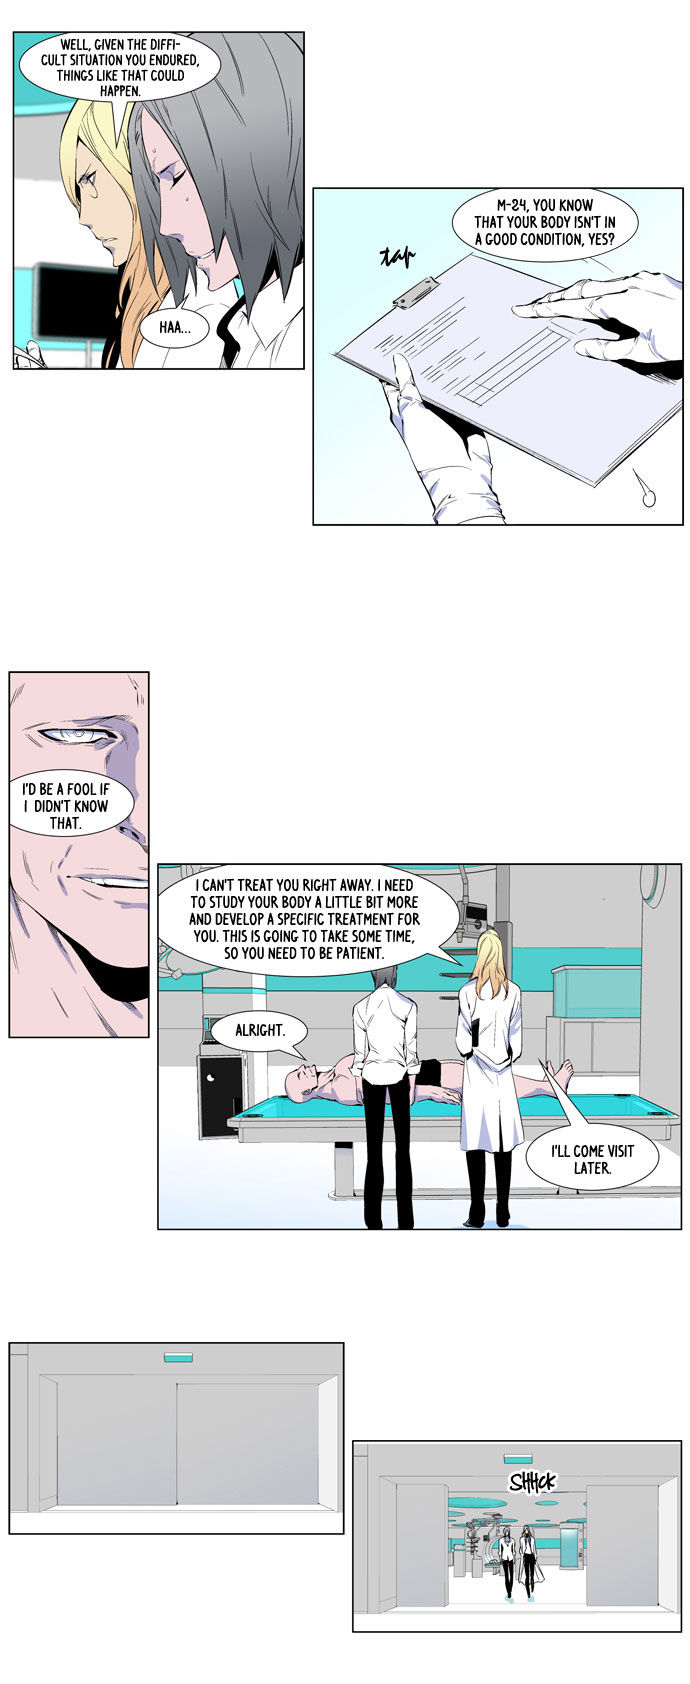 WELL, GIVEN THE DIFFI-
CULT SITUATION YOU ENDURED,
THINGS LIKE THAT COULD
HAPPEN.
HAA...
M-24, YOU KNOW
THAT YOUR BODY ISN'T IN
A GOOD CONDITION, YES?
tap
I'D BE A FOOL IF
I DIDN'T KNOW
THAT.
I CAN'T TREAT YOU RIGHT AWAY. I NEED
TO STUDY YOUR BODY A LITTLE BIT MORE
AND DEVELOP A SPECIFIC TREATMENT FOR
YOU. THIS IS GOING TO TAKE SOME TIME,
SO YOU NEED TO BE PATIENT.
ALRIGHT.
I'LL COME VISIT
LATER.
SHHCK